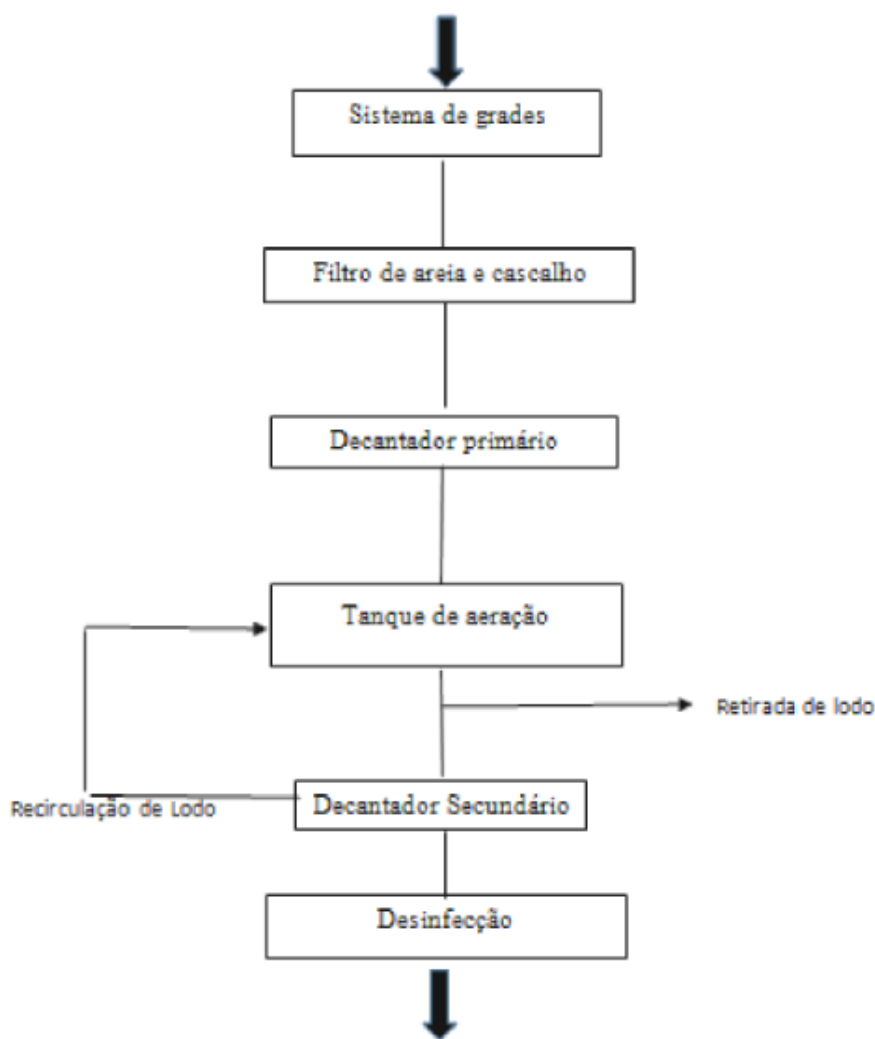 Sistema de grades
Filtro de areia e cascalho
Decantador primário
Tanque de aeração
Retirada de lodo
Recirculação de Lodo
Decantador Secundário
Desinfecção